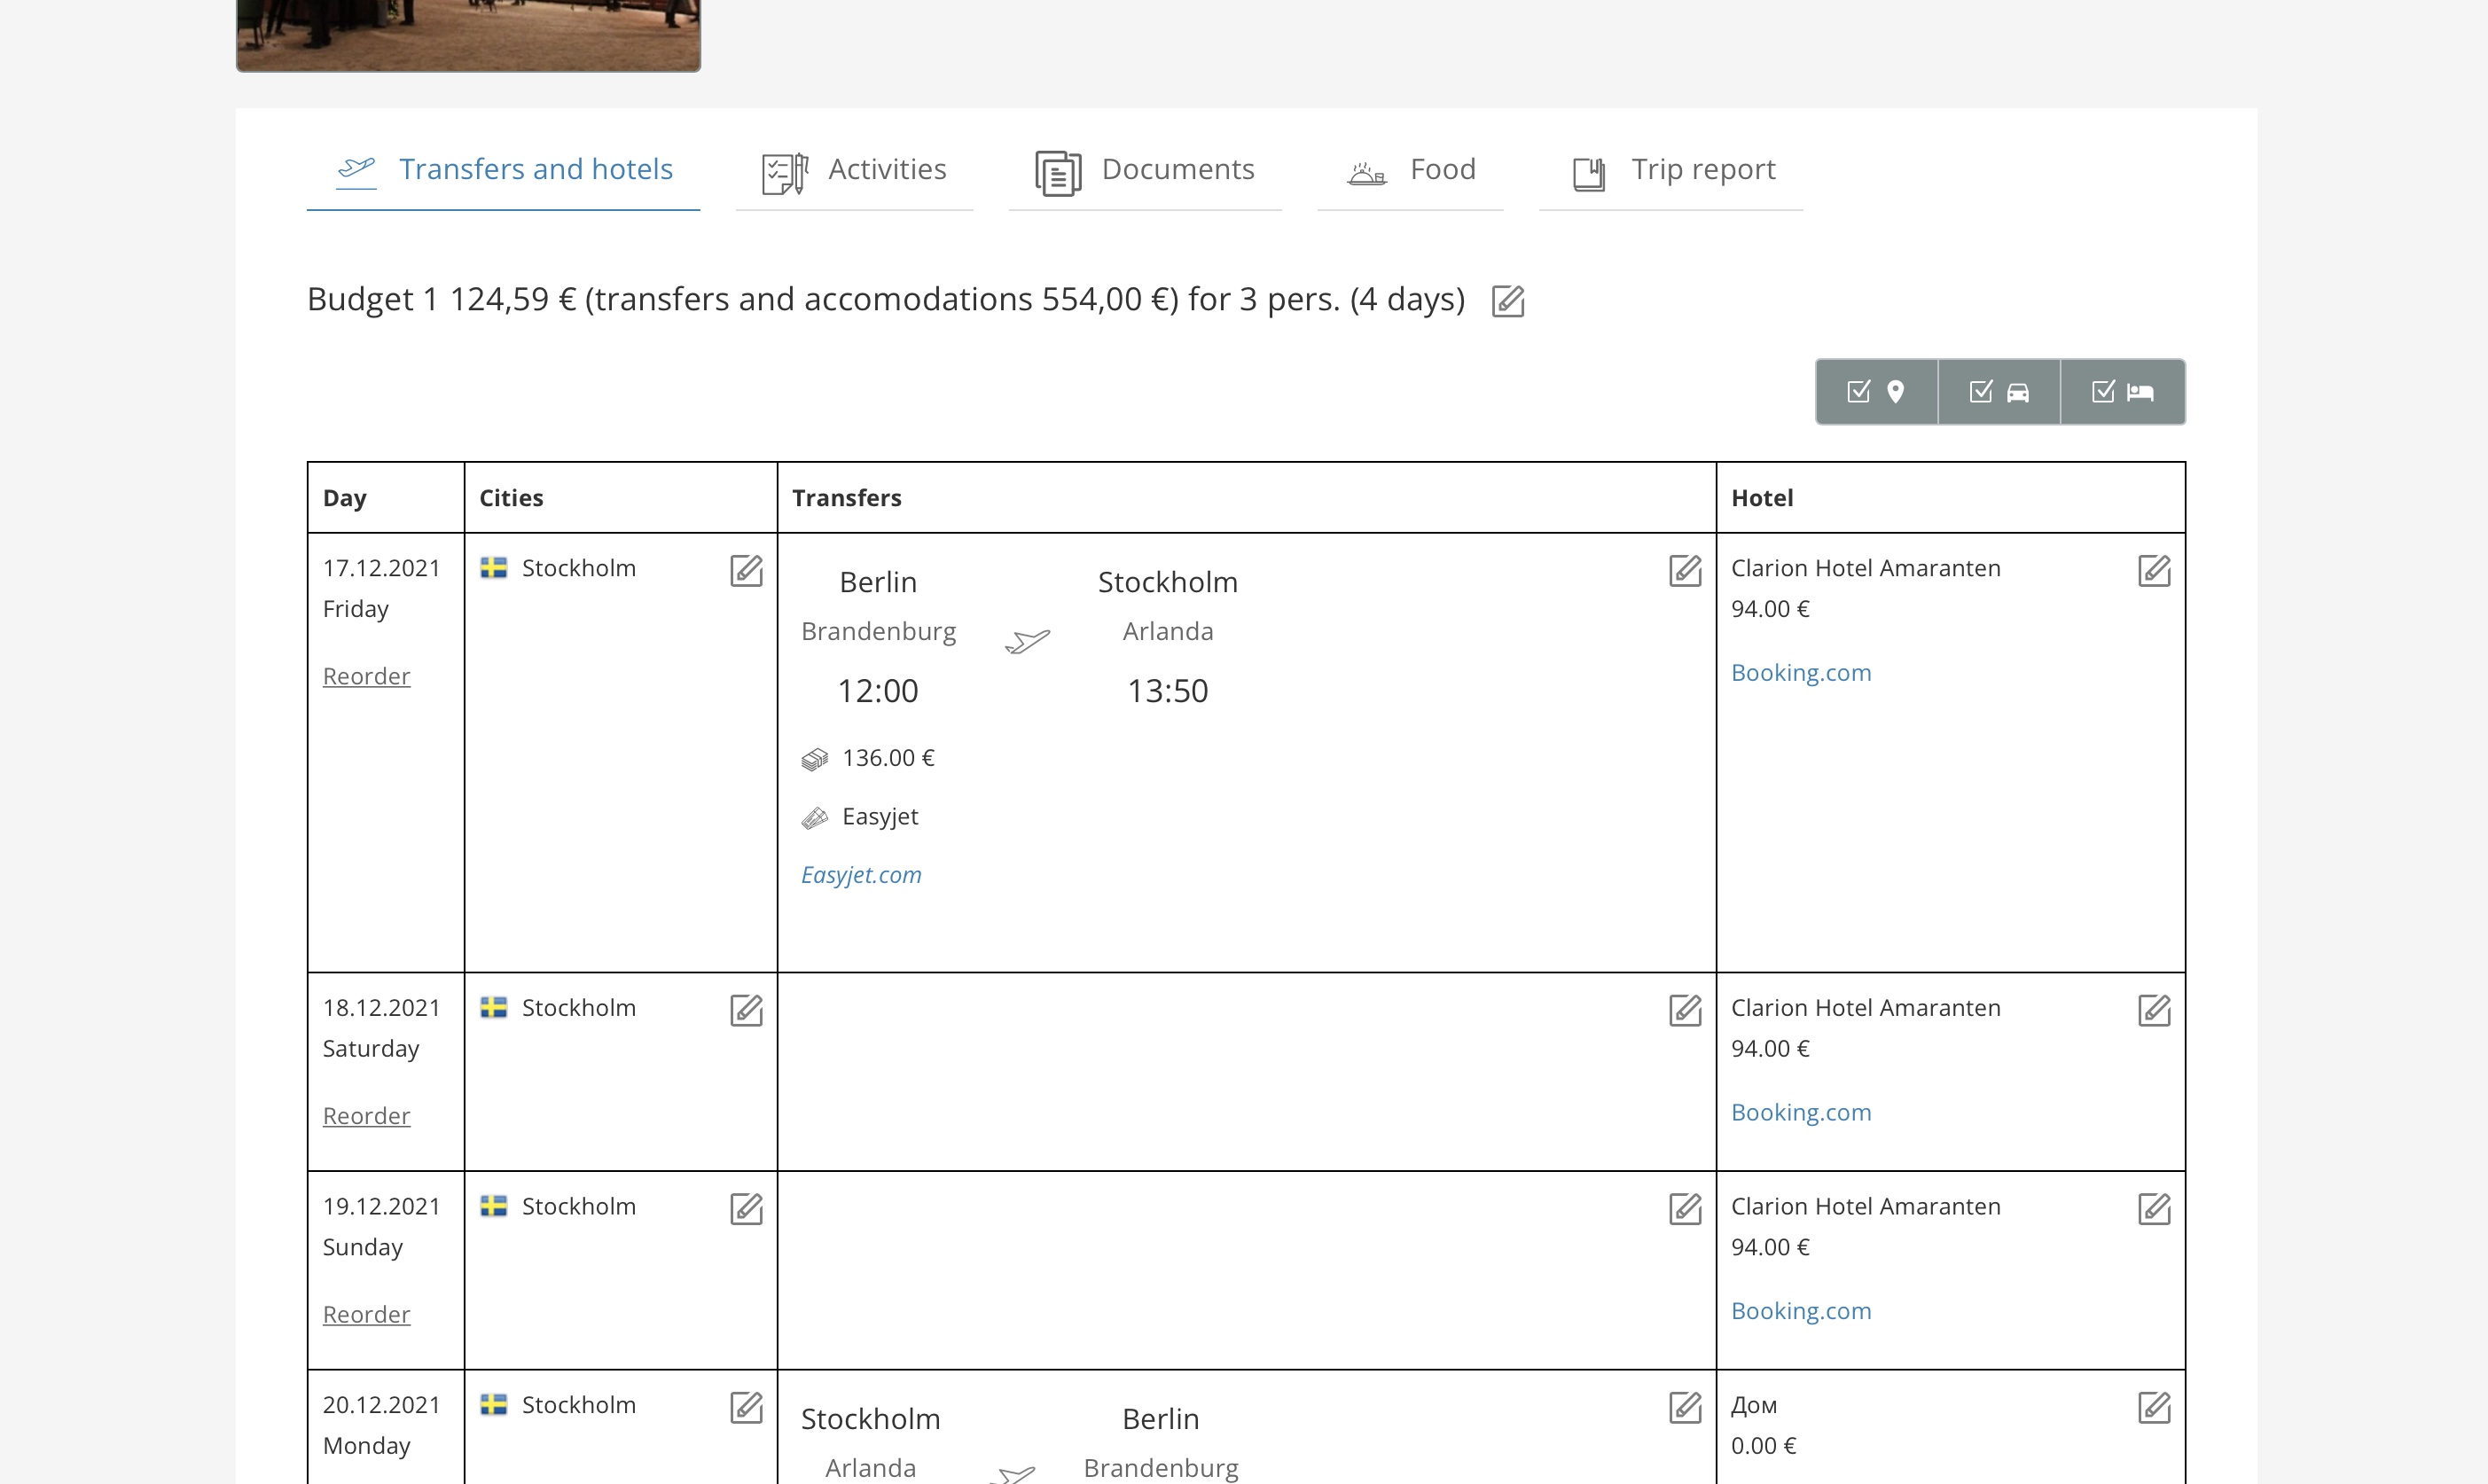 Transfers and hotels
Activities
Documents
Food
Trip report
Budget 1 124,59 € (transfers and accomodations 554,00 €) for 3 pers. (4 days)
Day Cities Transfers Hotel
17.12.2021
Friday
Reorder
Stockholm
Berlin Stockholm
Brandenburg Arlanda
12:00 13:50
136.00 €
Easyjet
Easyjet.com
Clarion Hotel Amaranten
94.00 €
Booking.com
18.12.2021
Saturday
Reorder
Stockholm
Clarion Hotel Amaranten
94.00 €
Booking.com
19.12.2021
Sunday
Reorder
Stockholm
Clarion Hotel Amaranten
94.00 €
Booking.com
20.12.2021
Monday
Stockholm
Stockholm Berlin
Arlanda Brandenburg
Дом
0.00 €